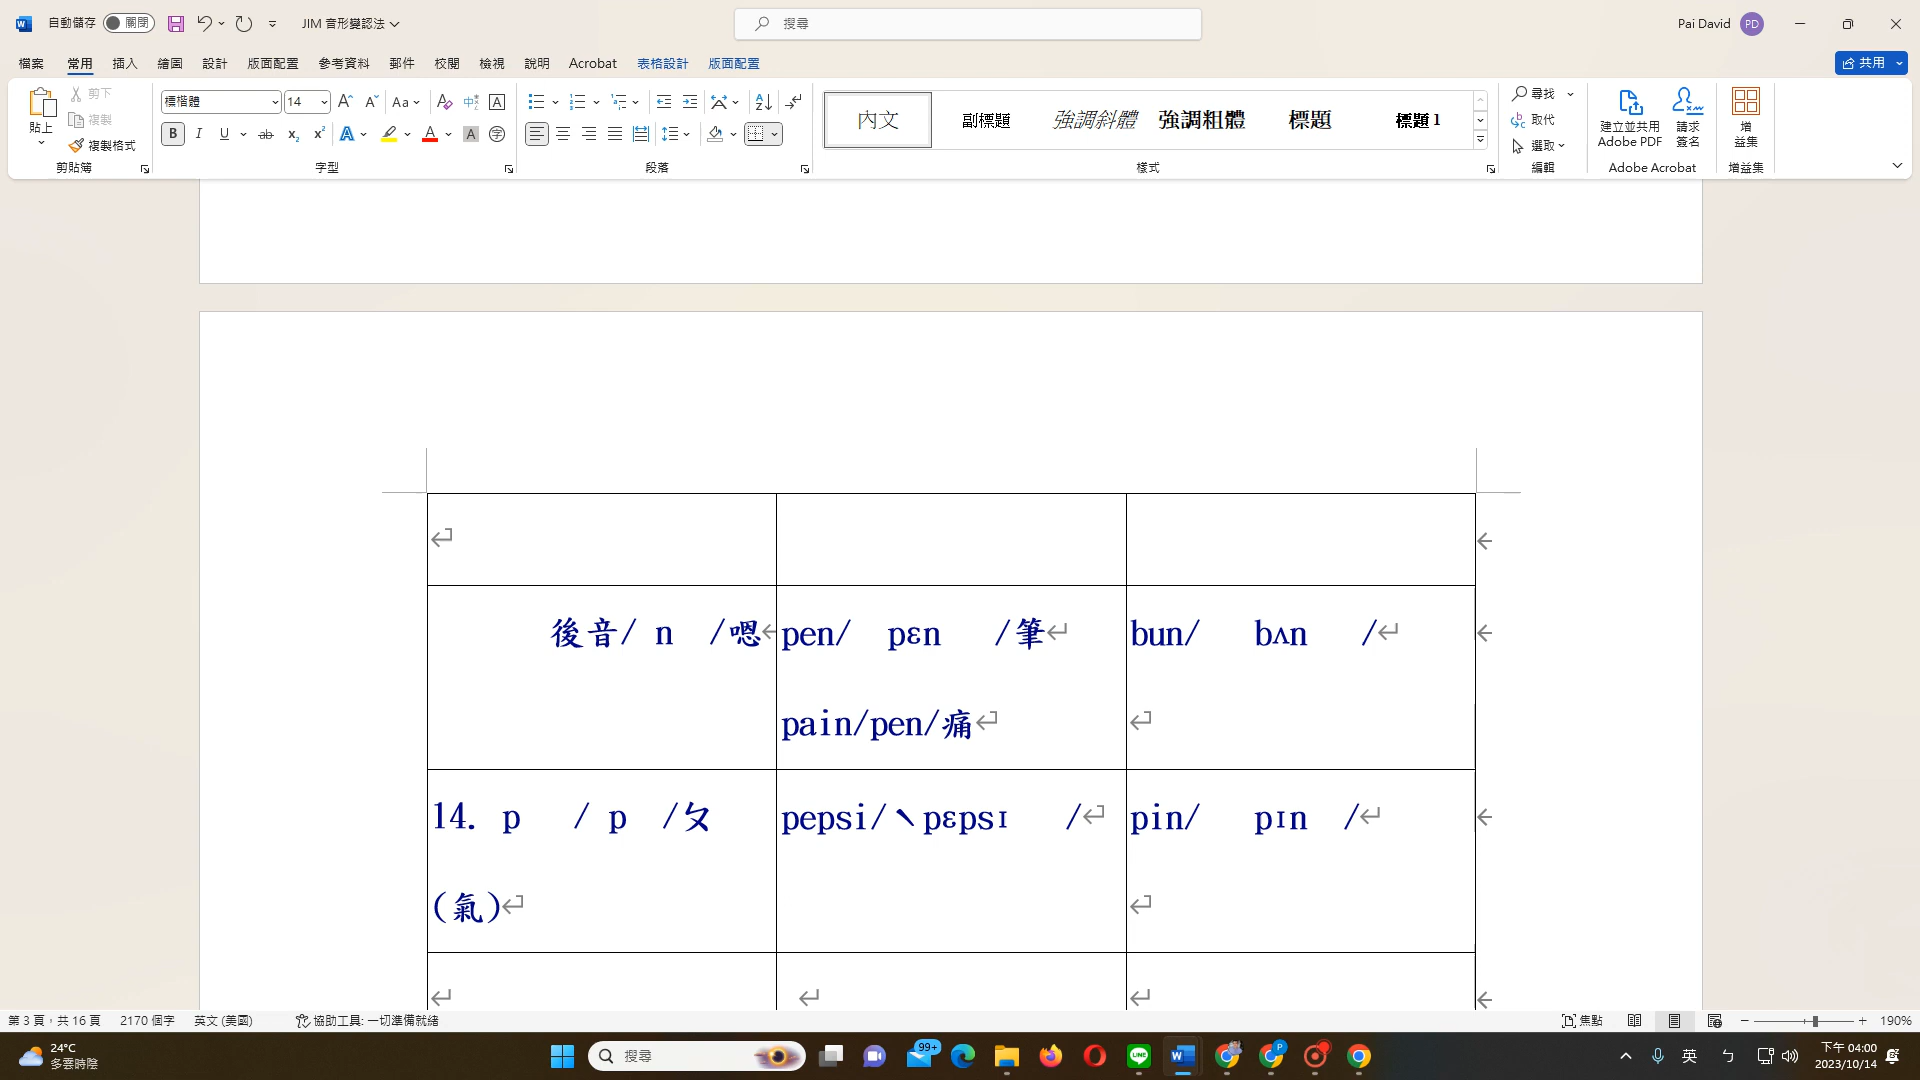 自動儲存 關閉 JIM 音形變認法 搜尋 Pai David PD
檔案 常用 插入 繪圖 設計 版面配置 參考資料 郵件 校閱 檢視 說明 Acrobat 表格設計 版面配置 共用
貼上 剪下 複製 複製格式 剪貼簿
標楷體 14 字型
段落
內文 副標題 強調斜體 強調粗體 標題 標題 1 樣式
尋找 取代 選取 編輯
建立並共用 Adobe PDF 請求 簽名 Adobe Acrobat
增 益集 增益集
後音/ n /嗯
pen/ pɛn /筆
pain/pen/痛
bun/ bʌn /
14. p / p /ㄆ
(氣)
pepsi/ˋpɛpsɪ /
pin/ pɪn /
第 3 頁，共 16 頁 2170 個字 英文 (美國) 協助工具: 一切準備就緒 焦點 190%
24°C
多雲時陰
搜尋 99+ 英 下午 04:00
2023/10/14